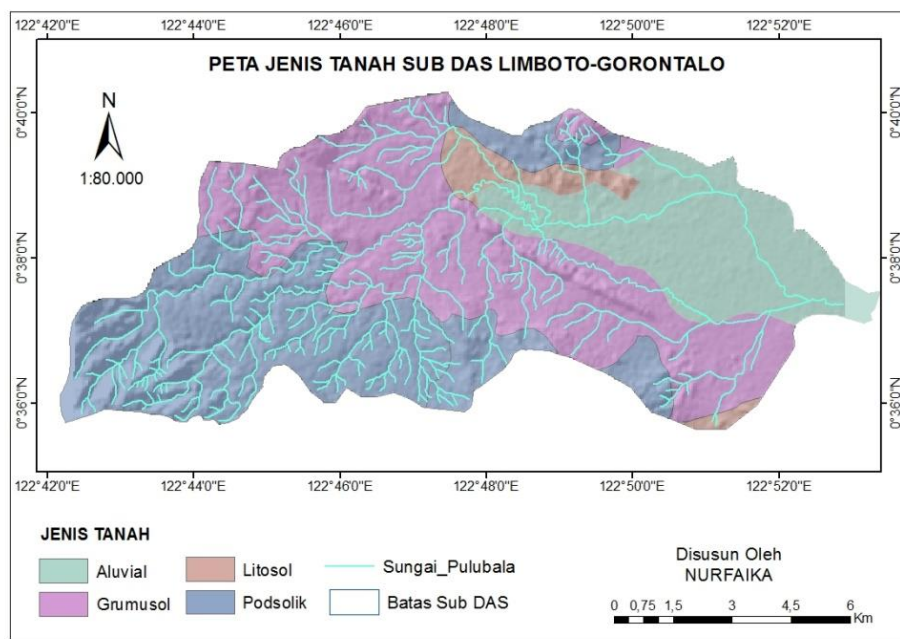 122°42'0"E 122°44'0"E 122°46'0"E 122°48'0"E 122°50'0"E 122°52'0"E
PETA JENIS TANAH SUB DAS LIMBOTO-GORONTALO
N
1:80.000
0°40'0"N 0°40'0"N
0°38'0"N 0°38'0"N
0°36'0"N 0°36'0"N
122°42'0"E 122°44'0"E 122°46'0"E 122°48'0"E 122°50'0"E 122°52'0"E
JENIS TANAH
Aluvial Litosol Sungai_Pulubala
Grumusol Podsolik Batas Sub DAS
Disusun Oleh
NURFAIKA
0 0,75 1,5 3 4,5 6
Km